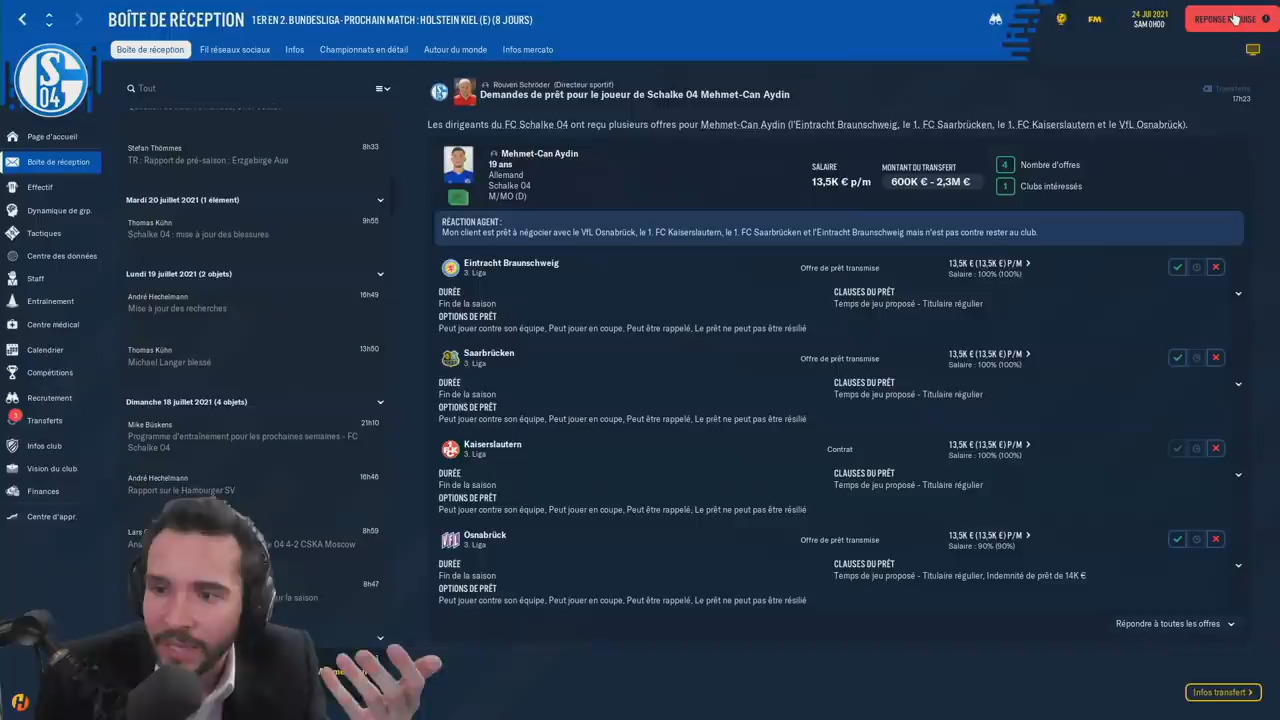 BOÎTE DE RÉCEPTION
1ER EN 2. BUNDESLIGA - PROCHAIN MATCH : HOLSTEIN KIEL (E) (8 JOURS)
FM
24 JUI 2021
SAM 0H00
Boîte de réception
Fil réseaux sociaux
Infos
Championnats en détail
Autour du monde
Infos mercato
S 04
Page d'accueil
Boîte de réception
Effectif
Dynamique de grp.
Tactiques
Centre des données
Staff
Entraînement
Centre médical
Calendrier
Compétitions
Recrutement
3
Transferts
Infos club
Vision du club
Finances
Centre d'appr.
Tout
Stefan Thömmes
8h33
TR : Rapport de pré-saison : Erzgebirge Aue
Mardi 20 juillet 2021 (1 élément)
Thomas Kühn
9h55
Schalke 04 : mise à jour des blessures
Lundi 19 juillet 2021 (2 objets)
André Hechelmann
16h49
Mise à jour des recherches
Thomas Kühn
13h50
Michael Langer blessé
Dimanche 18 juillet 2021 (4 objets)
Mike Büskens
21h10
Programme d'entraînement pour les prochaines semaines - FC
Schalke 04
André Hechelmann
16h46
Rapport sur le Hamburger SV
8h59
04 4-2 CSKA Moscow
8h47
la saison
Rouven Schröder (Directeur sportif)
Demandes de prêt pour le joueur de Schalke 04 Mehmet-Can Aydin
Transferts
17h23
Les dirigeants du FC Schalke 04 ont reçu plusieurs offres pour Mehmet-Can Aydin (l'Eintracht Braunschweig, le 1. FC Saarbrücken, le 1. FC Kaiserslautern et le VfL Osnabrück).
Mehmet-Can Aydin
19 ans
Allemand
Schalke 04
M/MO (D)
SALAIRE
13,5K € p/m
MONTANT DU TRANSFERT
600K € - 2,3M €
4 Nombre d'offres
1 Clubs intéressés
RÉACTION AGENT :
Mon client est prêt à négocier avec le VfL Osnabrück, le 1. FC Kaiserslautern, le 1. FC Saarbrücken et l'Eintracht Braunschweig mais n'est pas contre rester au club.
Eintracht Braunschweig
3. Liga
Offre de prêt transmise
13,5K € (13,5K €) P/M
Salaire : 100% (100%)
DURÉE
Fin de la saison
OPTIONS DE PRÊT
Peut jouer contre son équipe, Peut jouer en coupe, Peut être rappelé, Le prêt ne peut pas être résilié
CLAUSES DU PRÊT
Temps de jeu proposé - Titulaire régulier
Saarbrücken
3. Liga
Offre de prêt transmise
13,5K € (13,5K €) P/M
Salaire : 100% (100%)
DURÉE
Fin de la saison
OPTIONS DE PRÊT
Peut jouer contre son équipe, Peut jouer en coupe, Peut être rappelé, Le prêt ne peut pas être résilié
CLAUSES DU PRÊT
Temps de jeu proposé - Titulaire régulier
Kaiserslautern
3. Liga
Contrat
13,5K € (13,5K €) P/M
Salaire : 100% (100%)
DURÉE
Fin de la saison
OPTIONS DE PRÊT
Peut jouer contre son équipe, Peut jouer en coupe, Peut être rappelé, Le prêt ne peut pas être résilié
CLAUSES DU PRÊT
Temps de jeu proposé - Titulaire régulier
Osnabrück
3. Liga
Offre de prêt transmise
13,5K € (13,5K €) P/M
Salaire : 90% (90%)
DURÉE
Fin de la saison
OPTIONS DE PRÊT
Peut jouer contre son équipe, Peut jouer en coupe, Peut être rappelé, Le prêt ne peut pas être résilié
CLAUSES DU PRÊT
Temps de jeu proposé - Titulaire régulier, Indemnité de prêt de 14K €
Répondre à toutes les offres
Infos transfert